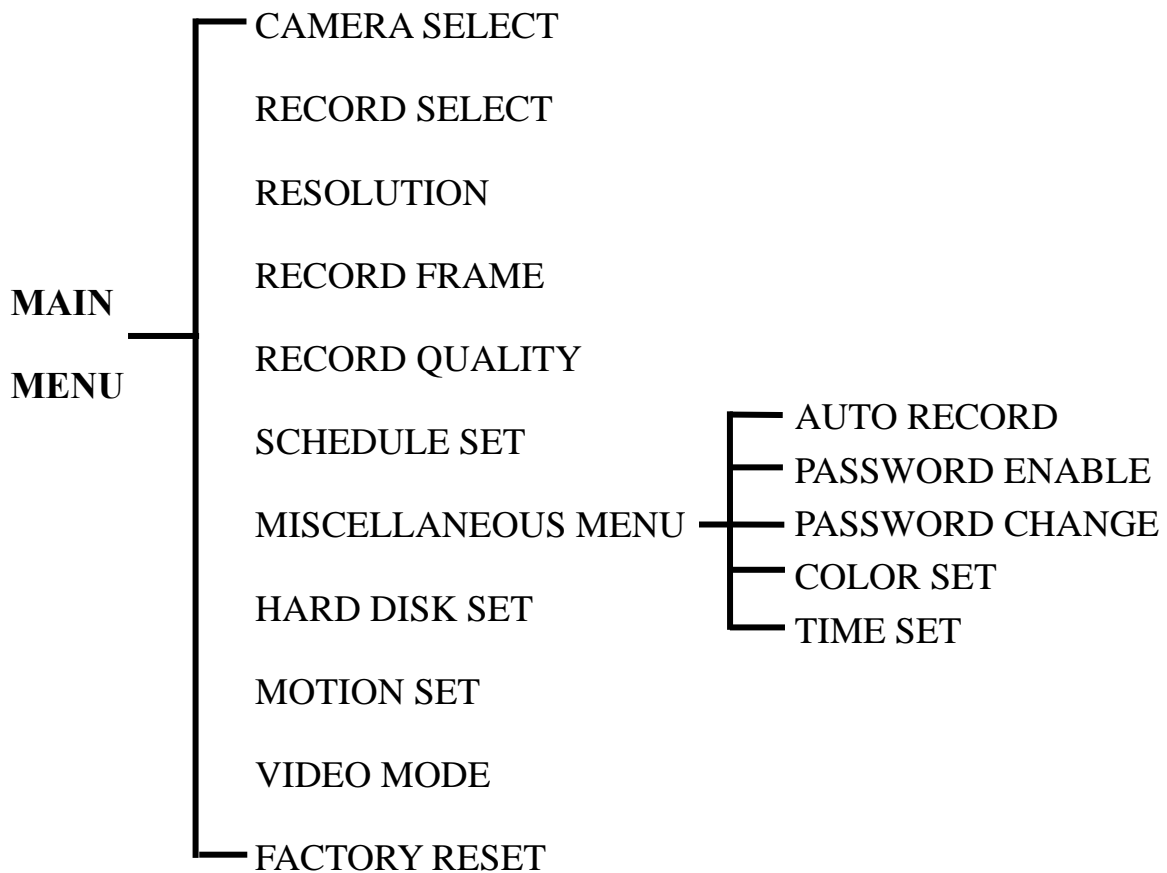 MAIN
MENU
CAMERA SELECT
RECORD SELECT
RESOLUTION
RECORD FRAME
RECORD QUALITY
SCHEDULE SET
MISCELLANEOUS MENU
HARD DISK SET
MOTION SET
VIDEO MODE
FACTORY RESET
AUTO RECORD
PASSWORD ENABLE
PASSWORD CHANGE
COLOR SET
TIME SET